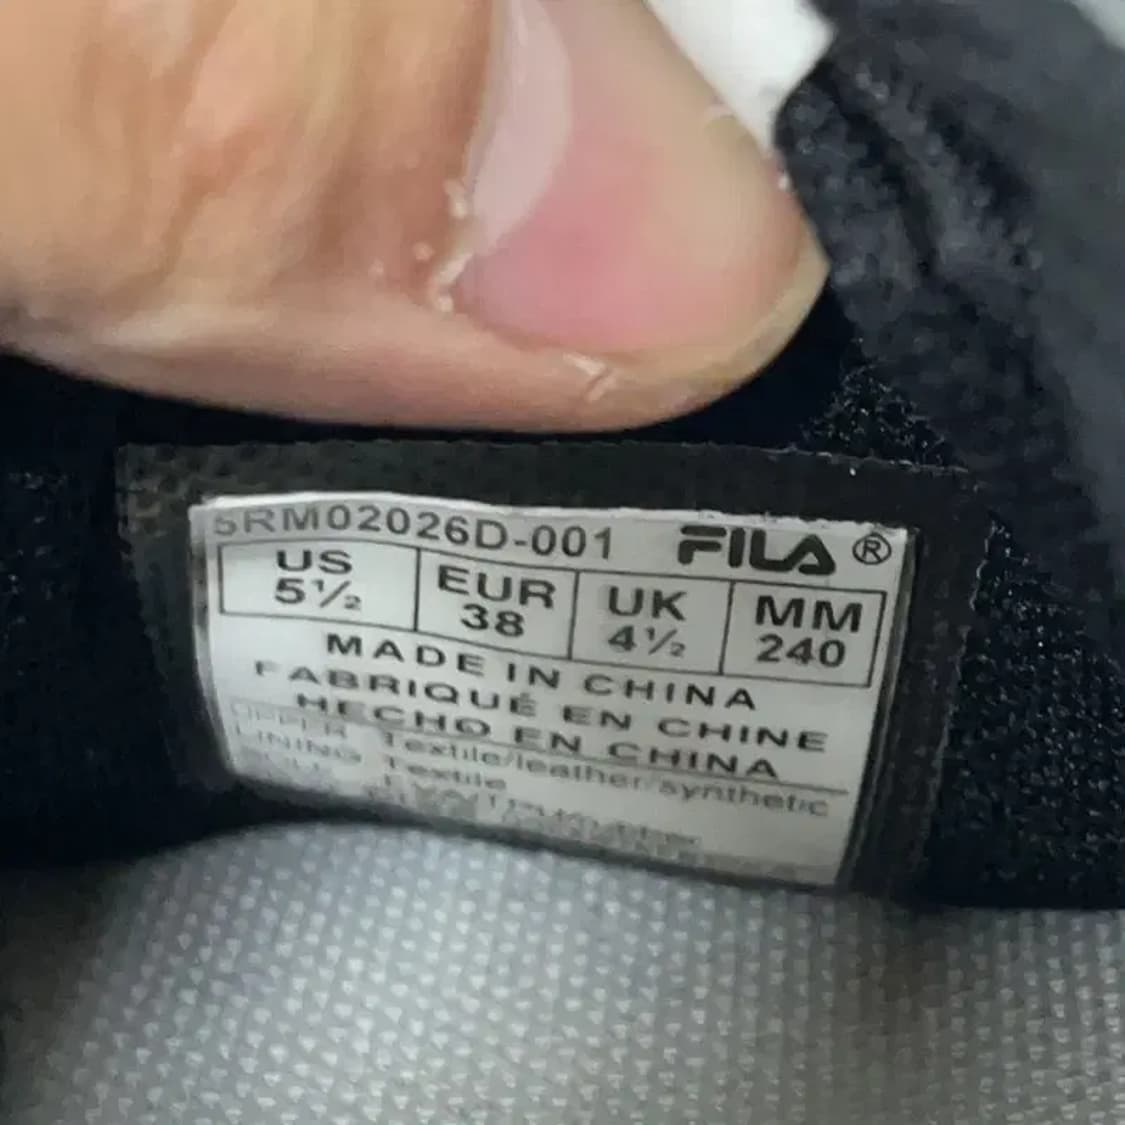 5RM02026D-001 FILA®
US EUR UK MM
5½ 38 4½ 240
MADE IN CHINA
FABRIQUÉ EN CHINE
HECHO EN CHINA
UPPER Textile/leather/synthetic
LINING Textile